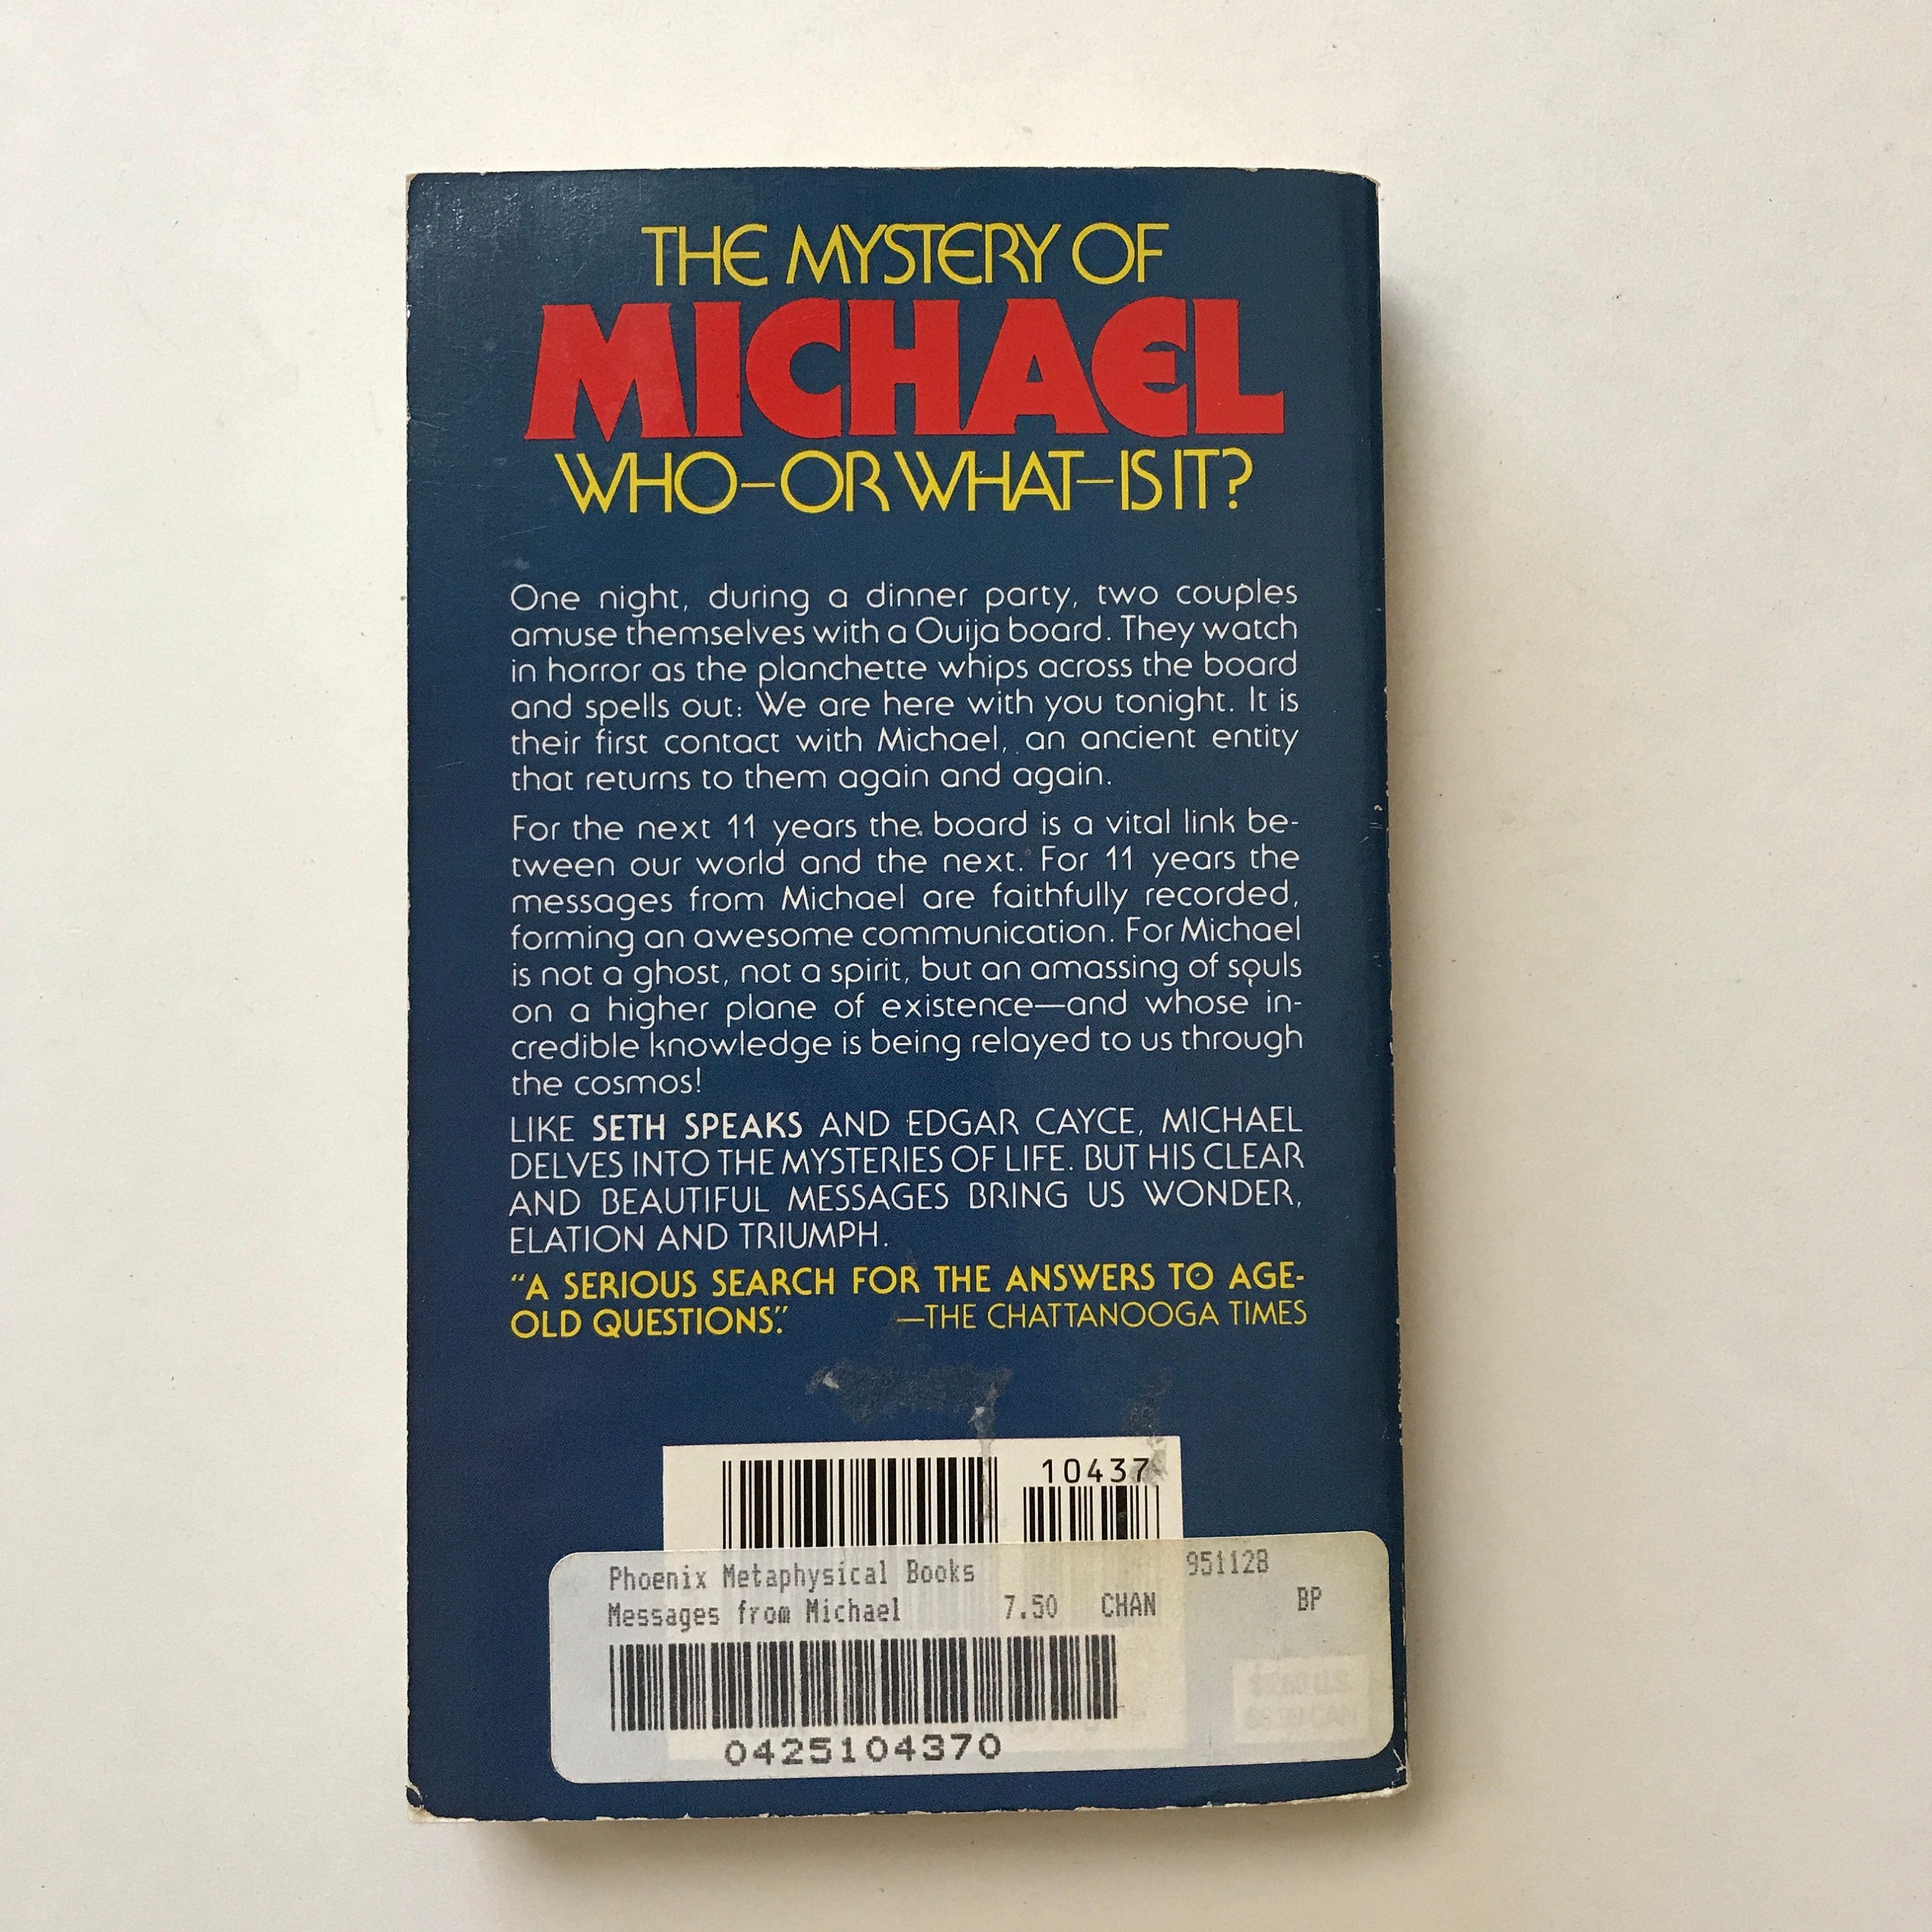 THE MYSTERY OF
MICHAEL
WHO—OR WHAT—IS IT?
One night, during a dinner party, two couples
amuse themselves with a Ouija board. They watch
in horror as the planchette whips across the board
and spells out: We are here with you tonight. It is
their first contact with Michael, an ancient entity
that returns to them again and again.
For the next 11 years the board is a vital link be-
tween our world and the next. For 11 years the
messages from Michael are faithfully recorded,
forming an awesome communication. For Michael
is not a ghost, not a spirit, but an amassing of souls
on a higher plane of existence—and whose in-
credible knowledge is being relayed to us through
the cosmos!
LIKE SETH SPEAKS AND EDGAR CAYCE, MICHAEL
DELVES INTO THE MYSTERIES OF LIFE. BUT HIS CLEAR
AND BEAUTIFUL MESSAGES BRING US WONDER,
ELATION AND TRIUMPH.
"A SERIOUS SEARCH FOR THE ANSWERS TO AGE-
OLD QUESTIONS." —THE CHATTANOOGA TIMES
10437
Phoenix Metaphysical Books 951128
Messages from Michael 7.50 CHAN BP
0425104370